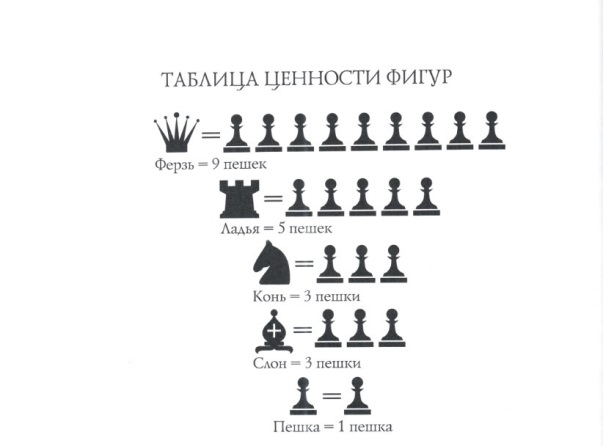 ТАБЛИЦА ЦЕННОСТИ ФИГУР
=
Ферзь = 9 пешек
=
Ладья = 5 пешек
=
Конь = 3 пешки
=
Слон = 3 пешки
=
Пешка = 1 пешка